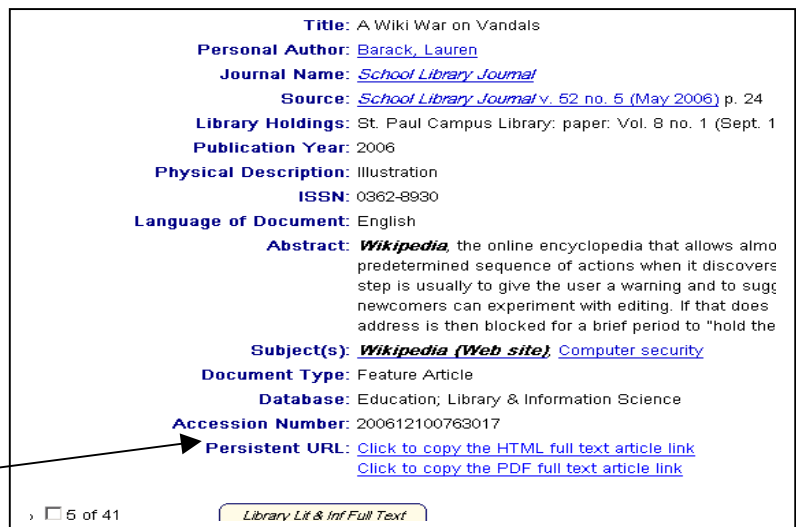 Title: A Wiki War on Vandals
Personal Author: Barack, Lauren
Journal Name: School Library Journal
Source: School Library Journal v. 52 no. 5 (May 2006) p. 24
Library Holdings: St. Paul Campus Library: paper: Vol. 8 no. 1 (Sept. 1
Publication Year: 2006
Physical Description: Illustration
ISSN: 0362-8930
Language of Document: English
Abstract: Wikipedia, the online encyclopedia that allows almo
predetermined sequence of actions when it discovers
step is usually to give the user a warning and to sugg
newcomers can experiment with editing. If that does
address is then blocked for a brief period to "hold the
Subject(s): Wikipedia (Web site), Computer security
Document Type: Feature Article
Database: Education; Library & Information Science
Accession Number: 200612100763017
Persistent URL: Click to copy the HTML full text article link
Click to copy the PDF full text article link
5 of 41 Library Lit & Inf Full Text